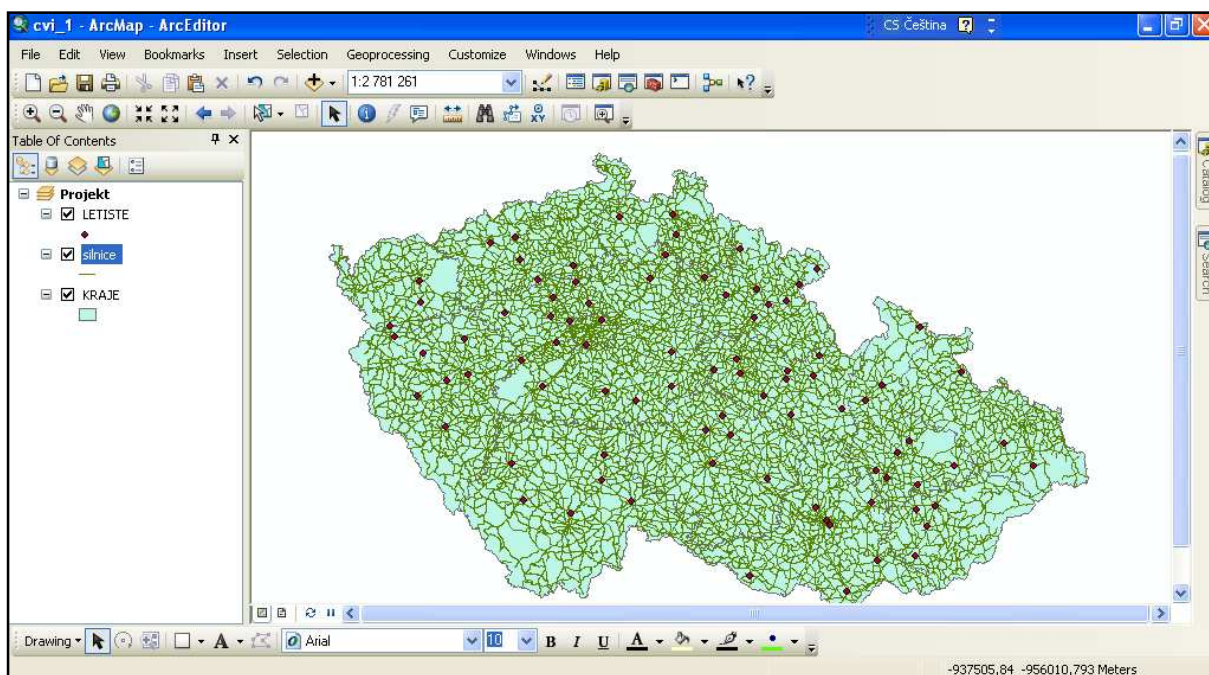 cvi_1 - ArcMap - ArcEditor
CS Čeština
File Edit View Bookmarks Insert Selection Geoprocessing Customize Windows Help
1:2 781 261
Table Of Contents
Projekt
LETISTE
silnice
KRAJE
Catalog
Search
Drawing
A
Arial
10
B I U A
-937505,84 -956010,793 Meters